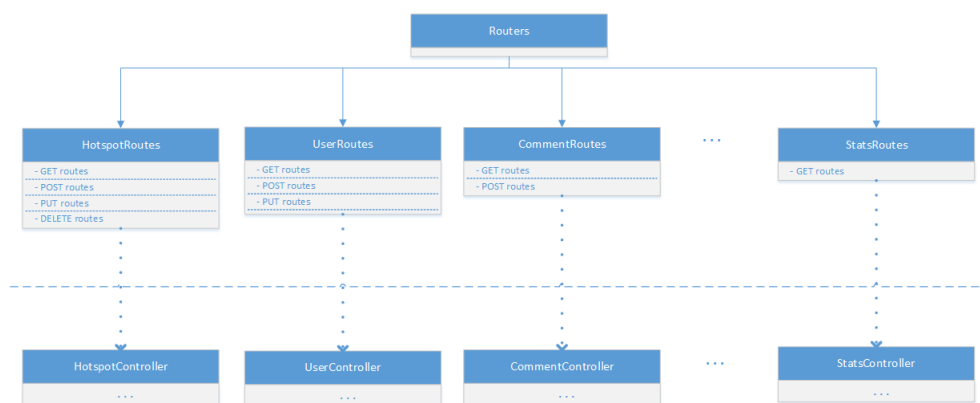 Routers
HotspotRoutes
- GET routes
- POST routes
- PUT routes
- DELETE routes
UserRoutes
- GET routes
- POST routes
- PUT routes
CommentRoutes
- GET routes
- POST routes
...
StatsRoutes
- GET routes
HotspotController
...
UserController
...
CommentController
...
...
StatsController
...